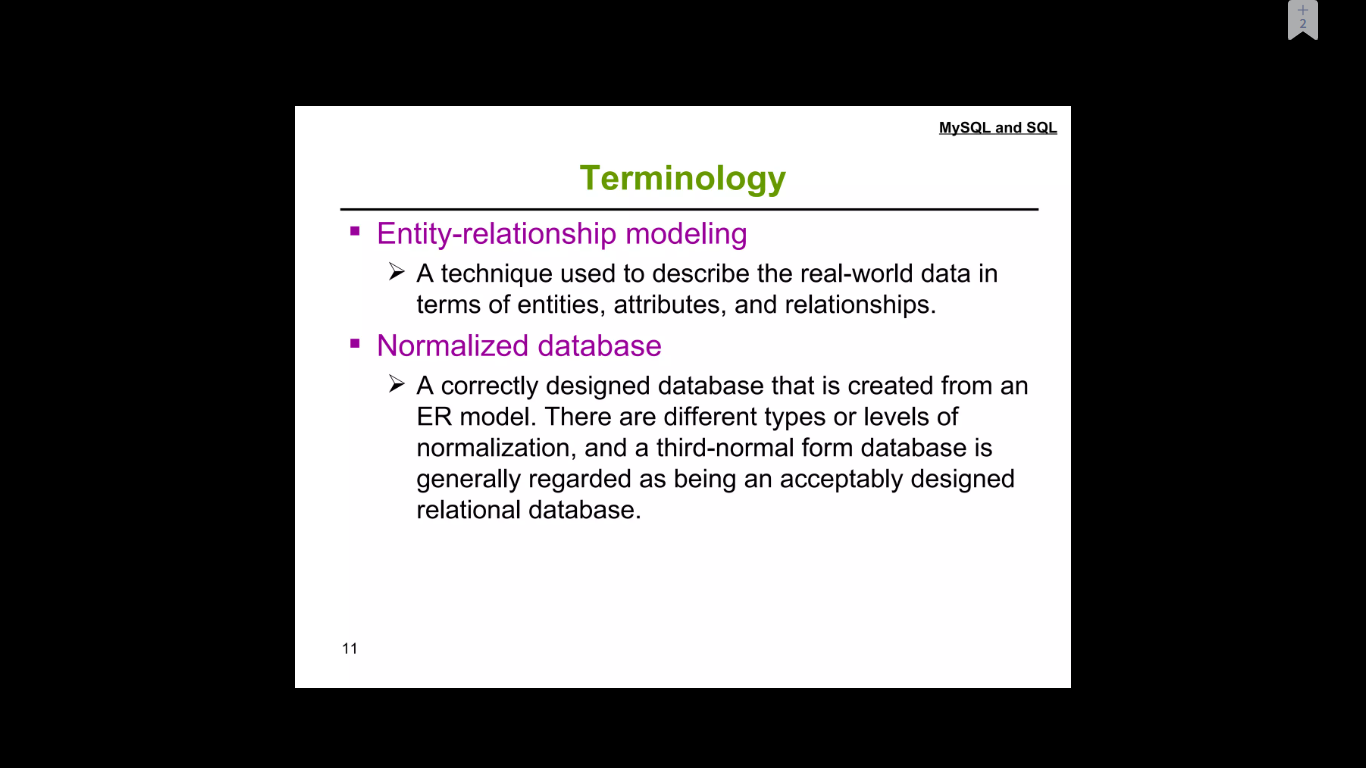 +
2
MySQL and SQL
Terminology
▪ Entity-relationship modeling
➢ A technique used to describe the real-world data in
terms of entities, attributes, and relationships.
▪ Normalized database
➢ A correctly designed database that is created from an
ER model. There are different types or levels of
normalization, and a third-normal form database is
generally regarded as being an acceptably designed
relational database.
11